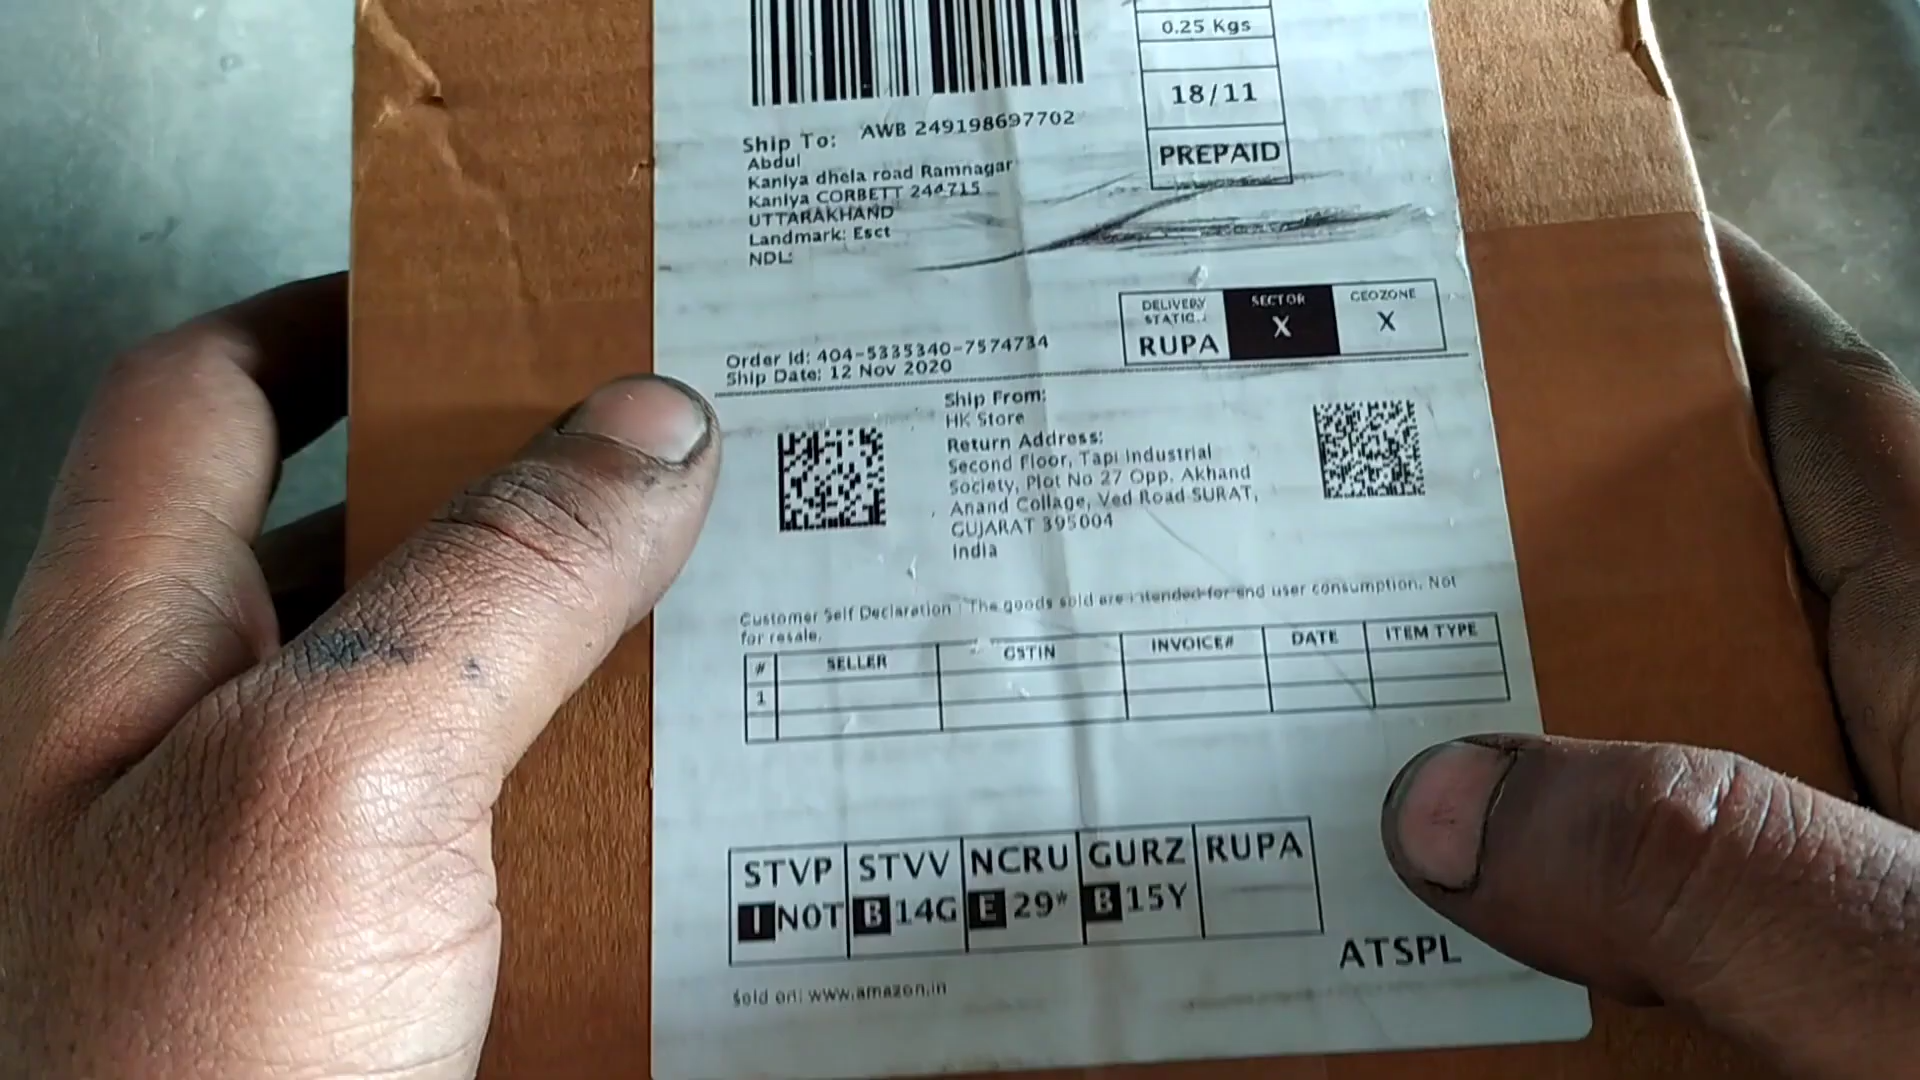 0.25 Kgs
18/11
PREPAID
Ship To: AWB 249198697702
Abdul
Kaniya dhela road Ramnagar
Kaniya CORBETT 244715
UTTARAKHAND
Landmark: Esct
NDL:
DELIVERY
SECTOR
GEOZONE
RUPA
X
X
Order Id: 404-5335340-7574734
Ship Date: 12 Nov 2020
Ship From:
HK Store
Return Address:
Second Floor, Tapi Industrial
Society, Plot No 27 Opp. Akhand
Anand Collage, Ved Road SURAT,
GUJARAT 395004
India
Customer Self Declaration : The goods sold are intended for end user consumption. Not
for resale.
# SELLER GSTIN INVOICE# DATE ITEM TYPE
1
STVP STVV NCRU GURZ RUPA
I N0T B 14G E 29* B 15Y
ATSPL
Sold on: www.amazon.in